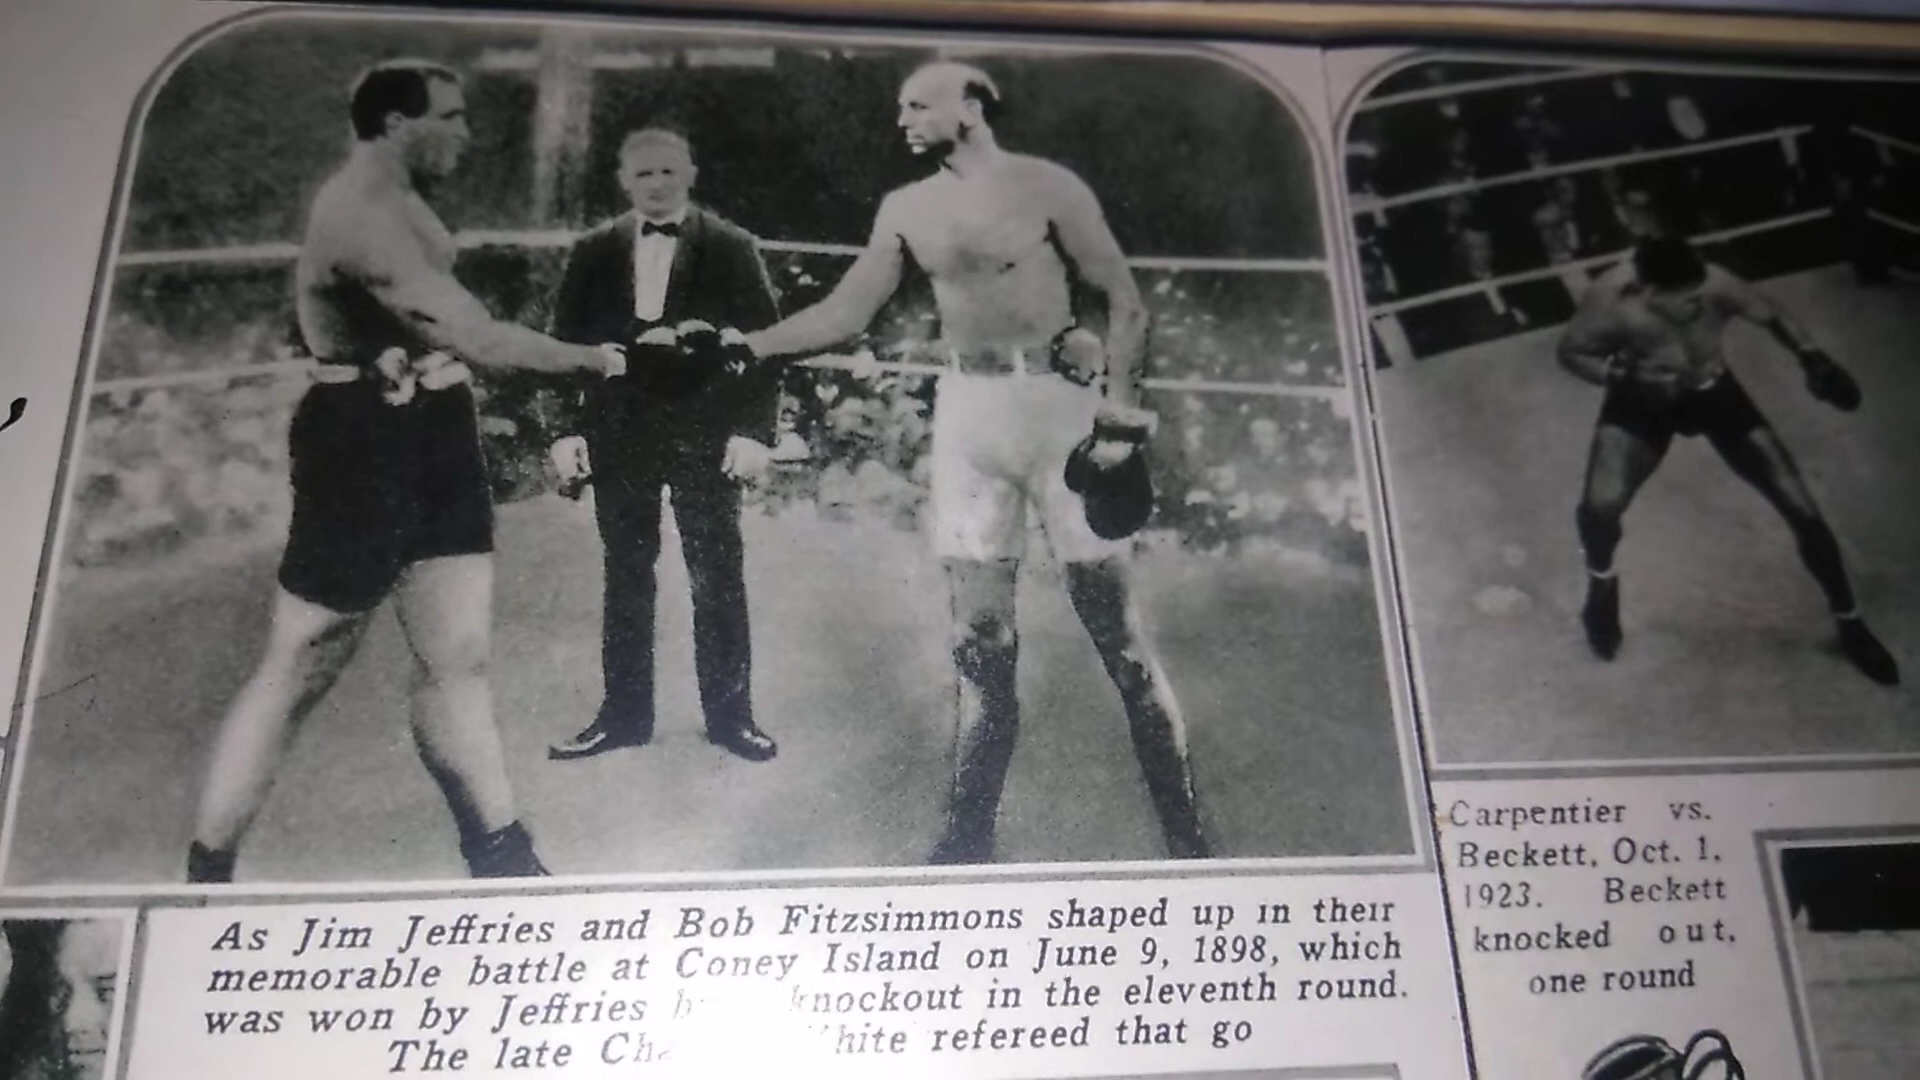 As Jim Jeffries and Bob Fitzsimmons shaped up in their
memorable battle at Coney Island on June 9, 1898, which
was won by Jeffries knockout in the eleventh round.
The late refereed that go
Carpentier vs.
Beckett, Oct. 1,
1923. Beckett
knocked out,
one round